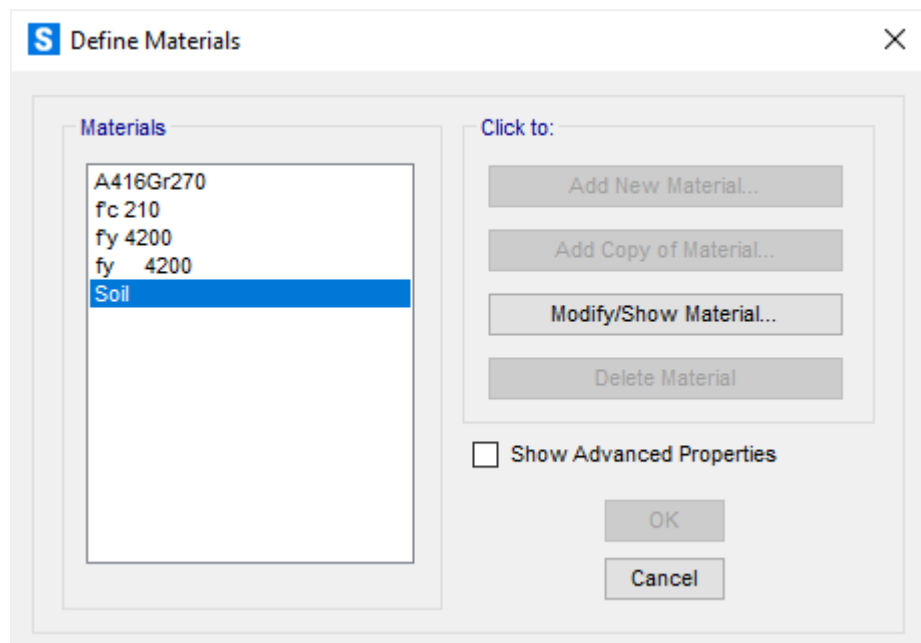 S Define Materials
Materials
A416Gr270
f'c 210
f'y 4200
fy 4200
Soil
Click to:
Add New Material...
Add Copy of Material...
Modify/Show Material...
Delete Material
Show Advanced Properties
OK
Cancel